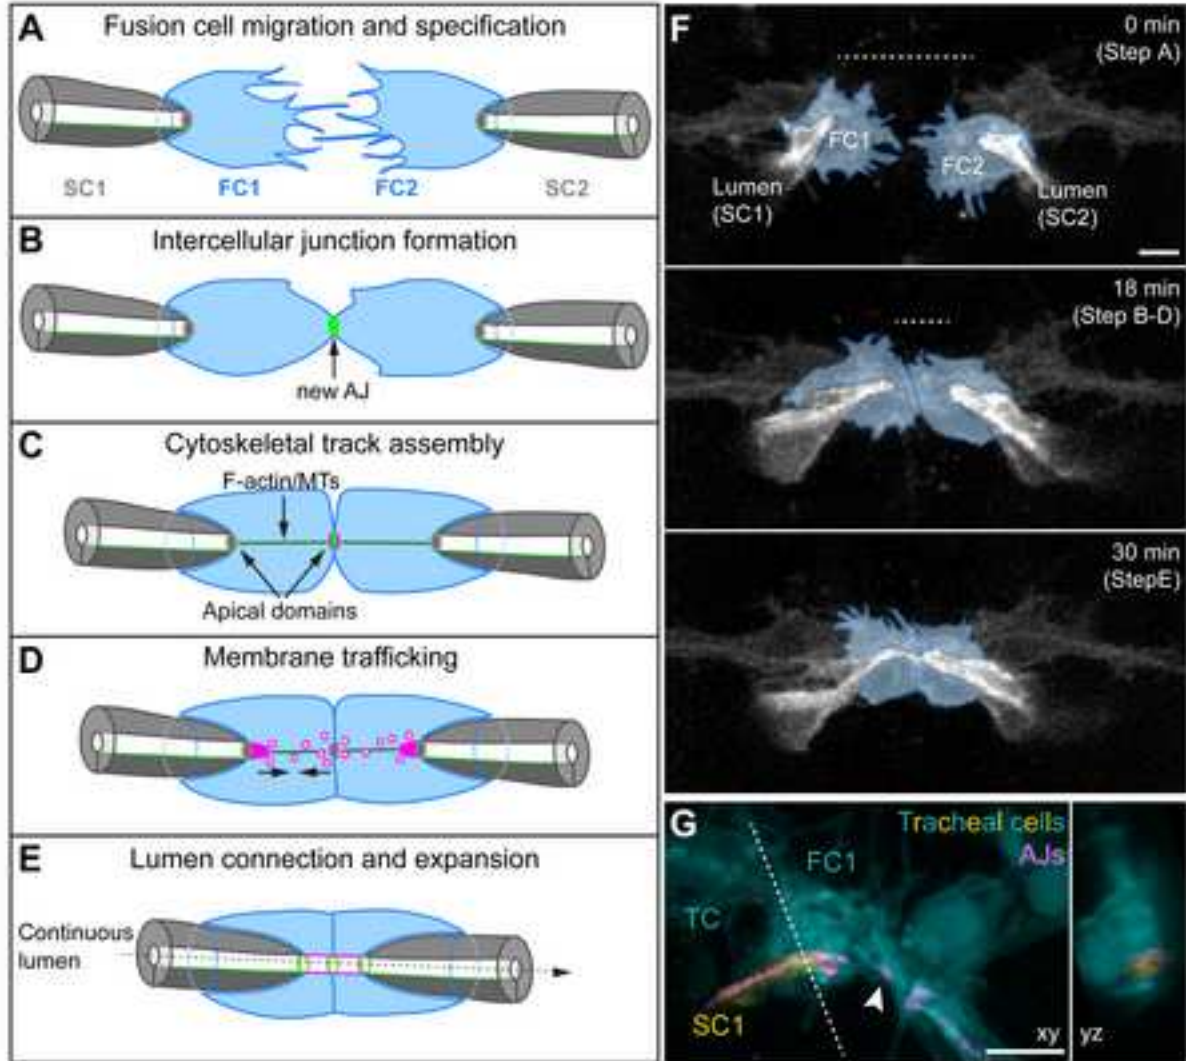 A
Fusion cell migration and specification
SC1
FC1
FC2
SC2
B
Intercellular junction formation
new AJ
C
Cytoskeletal track assembly
F-actin/MTs
Apical domains
D
Membrane trafficking
E
Lumen connection and expansion
Continuous
lumen
F
0 min
(Step A)
FC1
FC2
Lumen
(SC1)
Lumen
(SC2)
18 min
(Step B-D)
30 min
(StepE)
G
Tracheal cells
AJs
FC1
TC
SC1
xy
yz